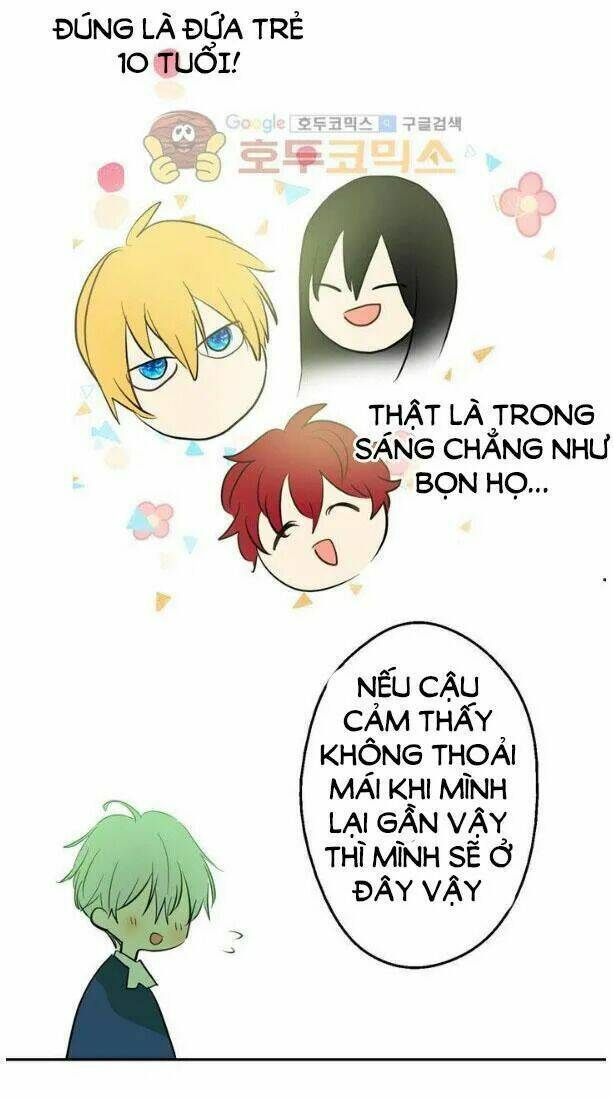 ĐÚNG LÀ ĐỨA TRẺ
10 TUỔI!
Google 호두코믹스 구글검색
호두코믹스
THẬT LÀ TRONG
SÁNG CHẲNG NHƯ
BỌN HỌ...
NẾU CẬU
CẢM THẤY
KHÔNG THOẢI
MÁI KHI MÌNH
LẠI GẦN VẬY
THÌ MÌNH SẼ Ở
ĐÂY VẬY